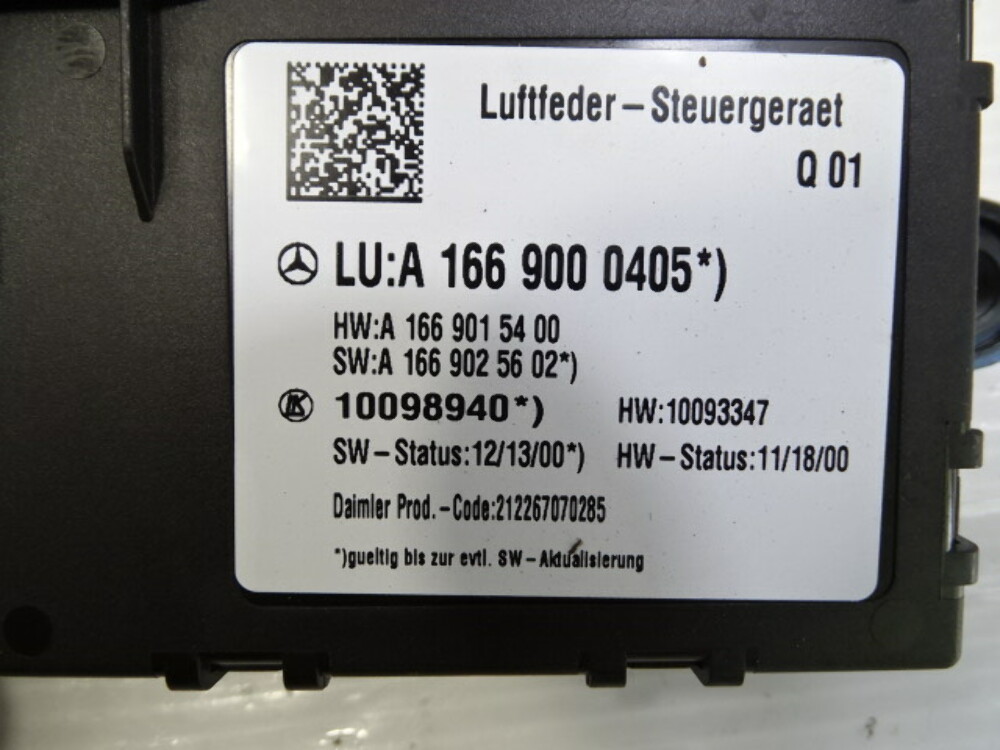 Luftfeder-Steuergeraet
Q 01
LU:A 166 900 0405*)
HW:A 166 901 54 00
SW:A 166 902 56 02*)
10098940*) HW:10093347
SW-Status:12/13/00*) HW-Status:11/18/00
Daimler Prod.-Code:212267070285
*)gueltig bis zur evtl. SW-Aktualisierung